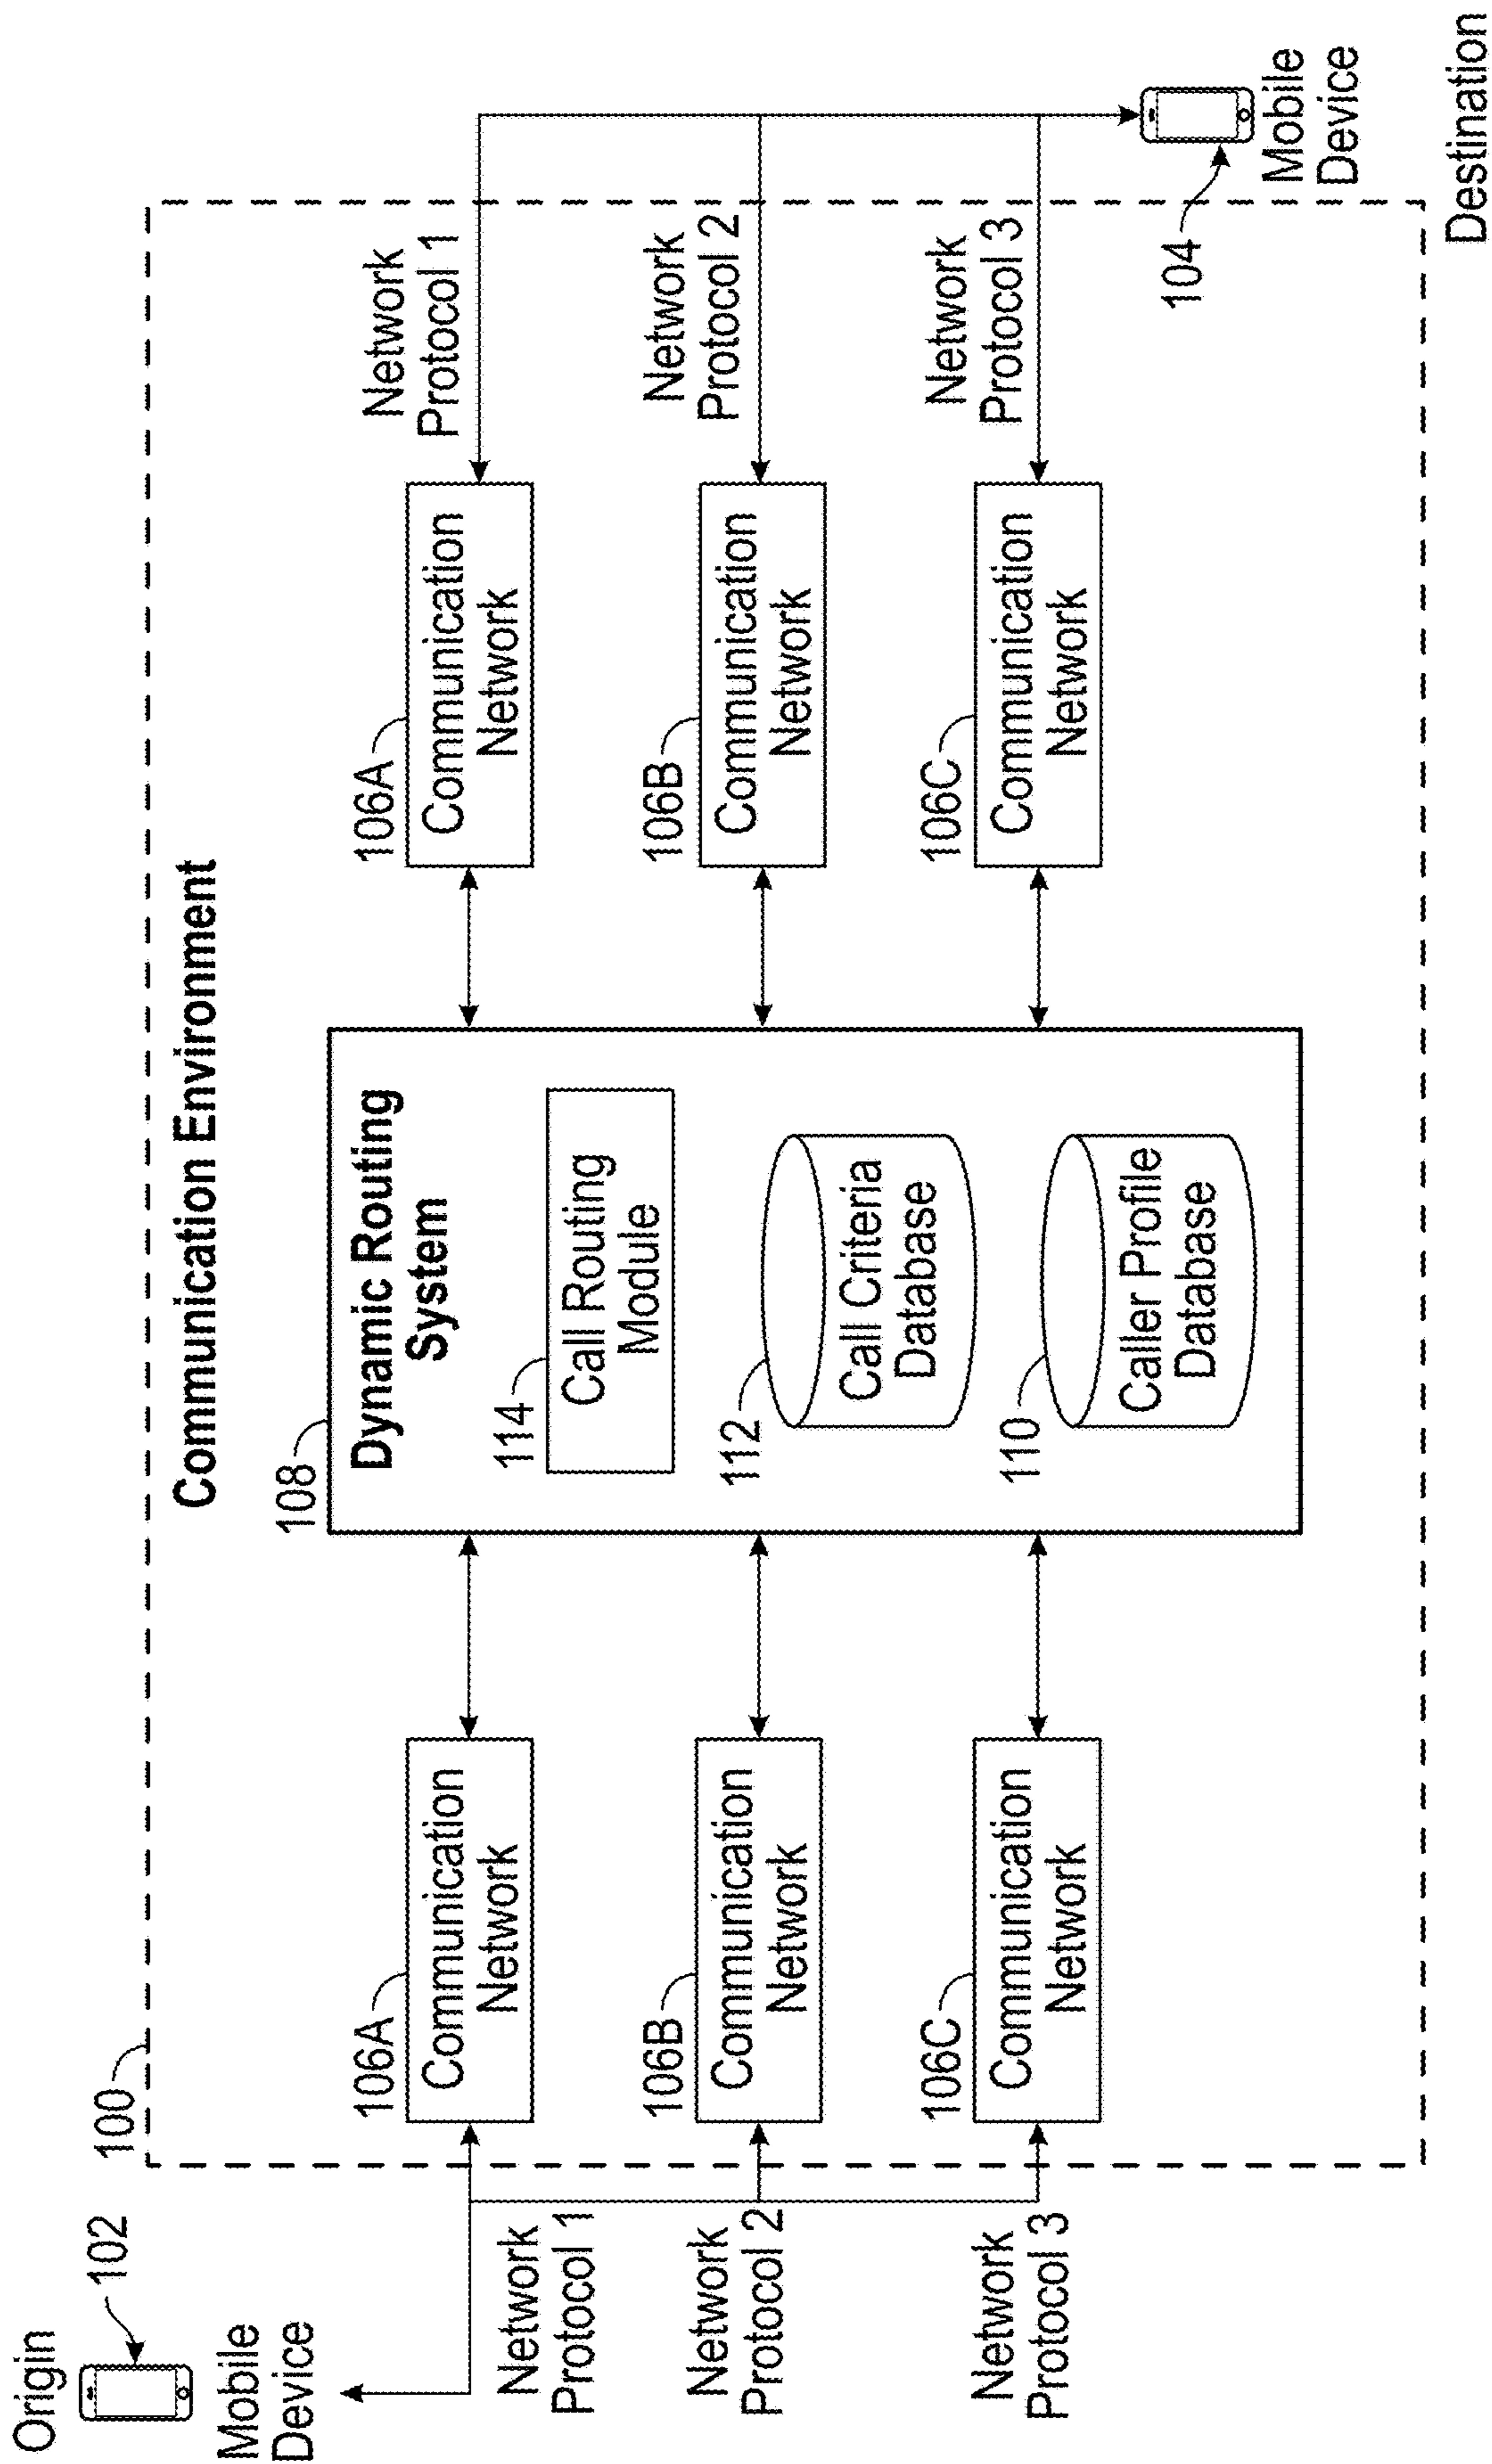 Communication Environment
100
Origin
102
Mobile
Device
Network
Protocol 1
Network
Protocol 2
Network
Protocol 3
106A
Communication
Network
106B
Communication
Network
106C
Communication
Network
108
Dynamic Routing
System
114
Call Routing
Module
112
Call Criteria
Database
110
Caller Profile
Database
106A
Communication
Network
106B
Communication
Network
106C
Communication
Network
Network
Protocol 1
Network
Protocol 2
Network
Protocol 3
104
Mobile
Device
Destination